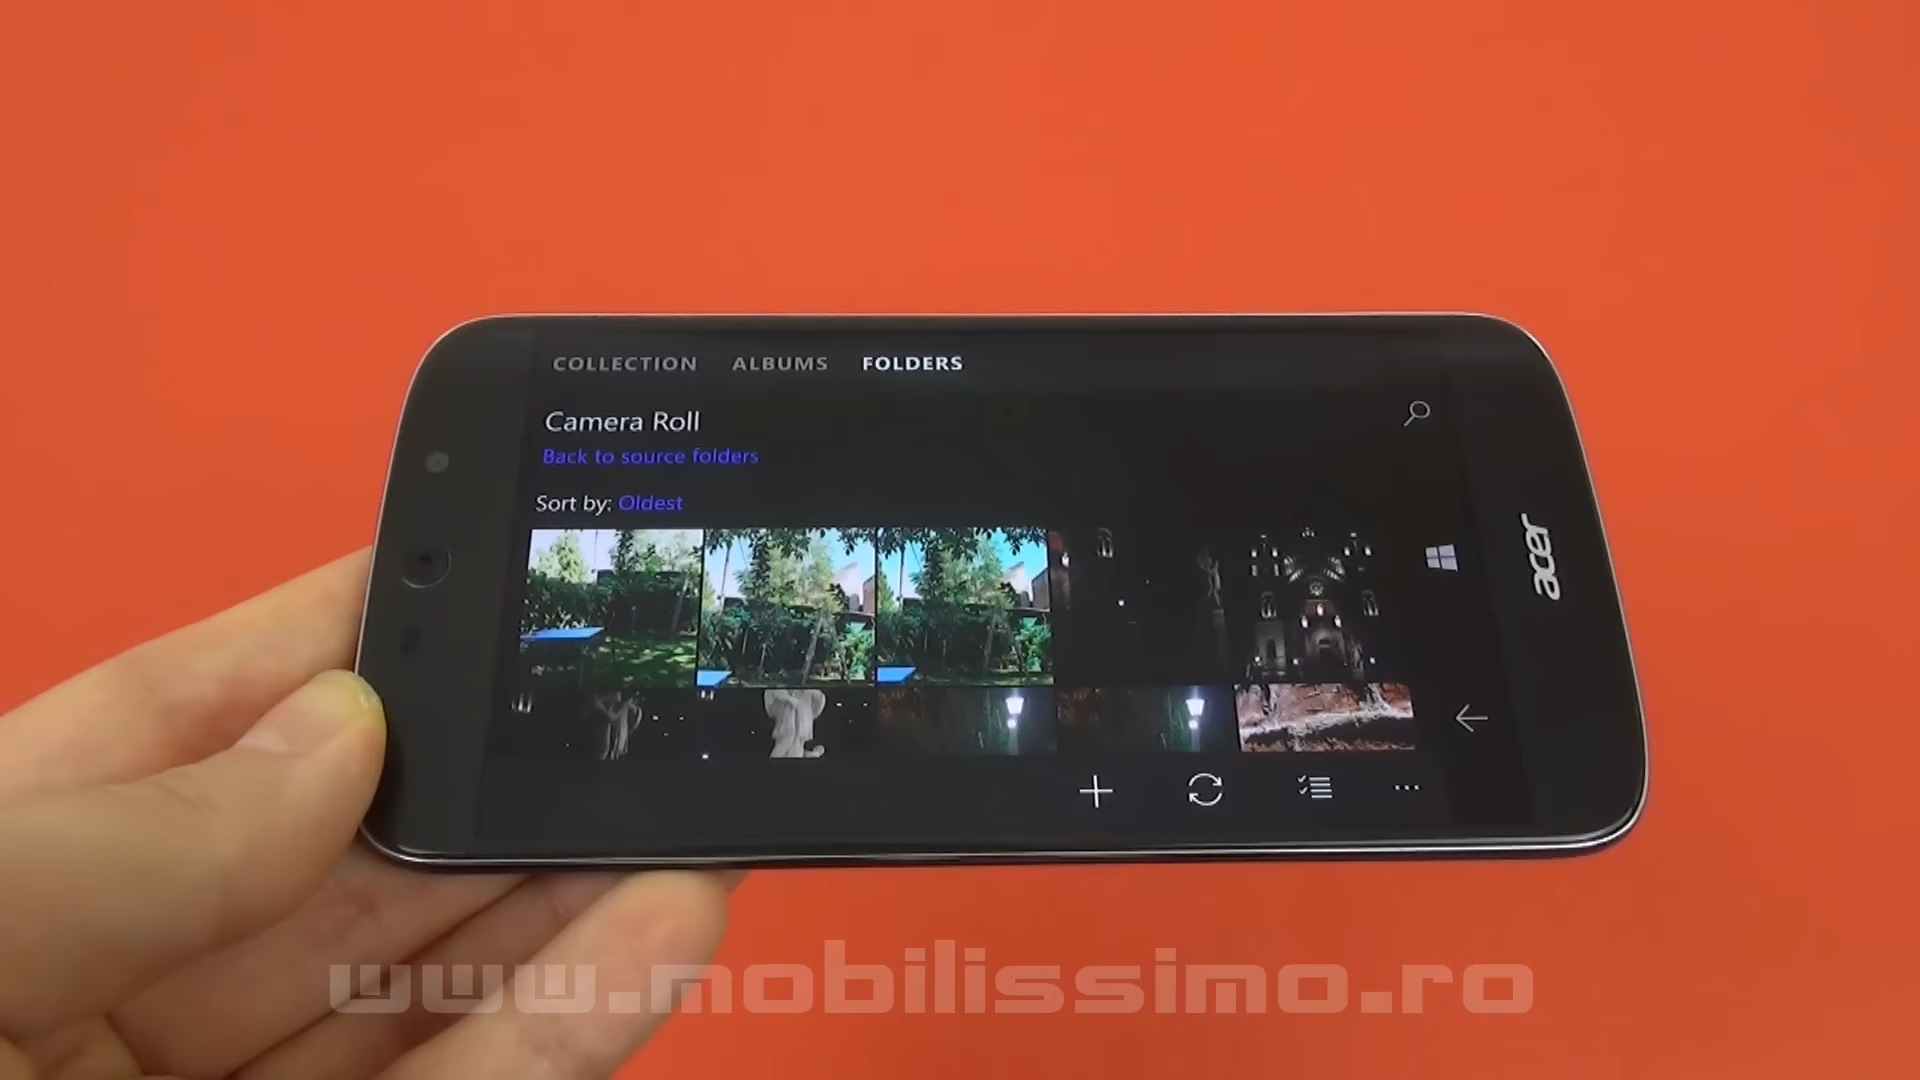 COLLECTION ALBUMS FOLDERS
Camera Roll
Back to source folders
Sort by: Oldest
acer
www.mobilissimo.ro